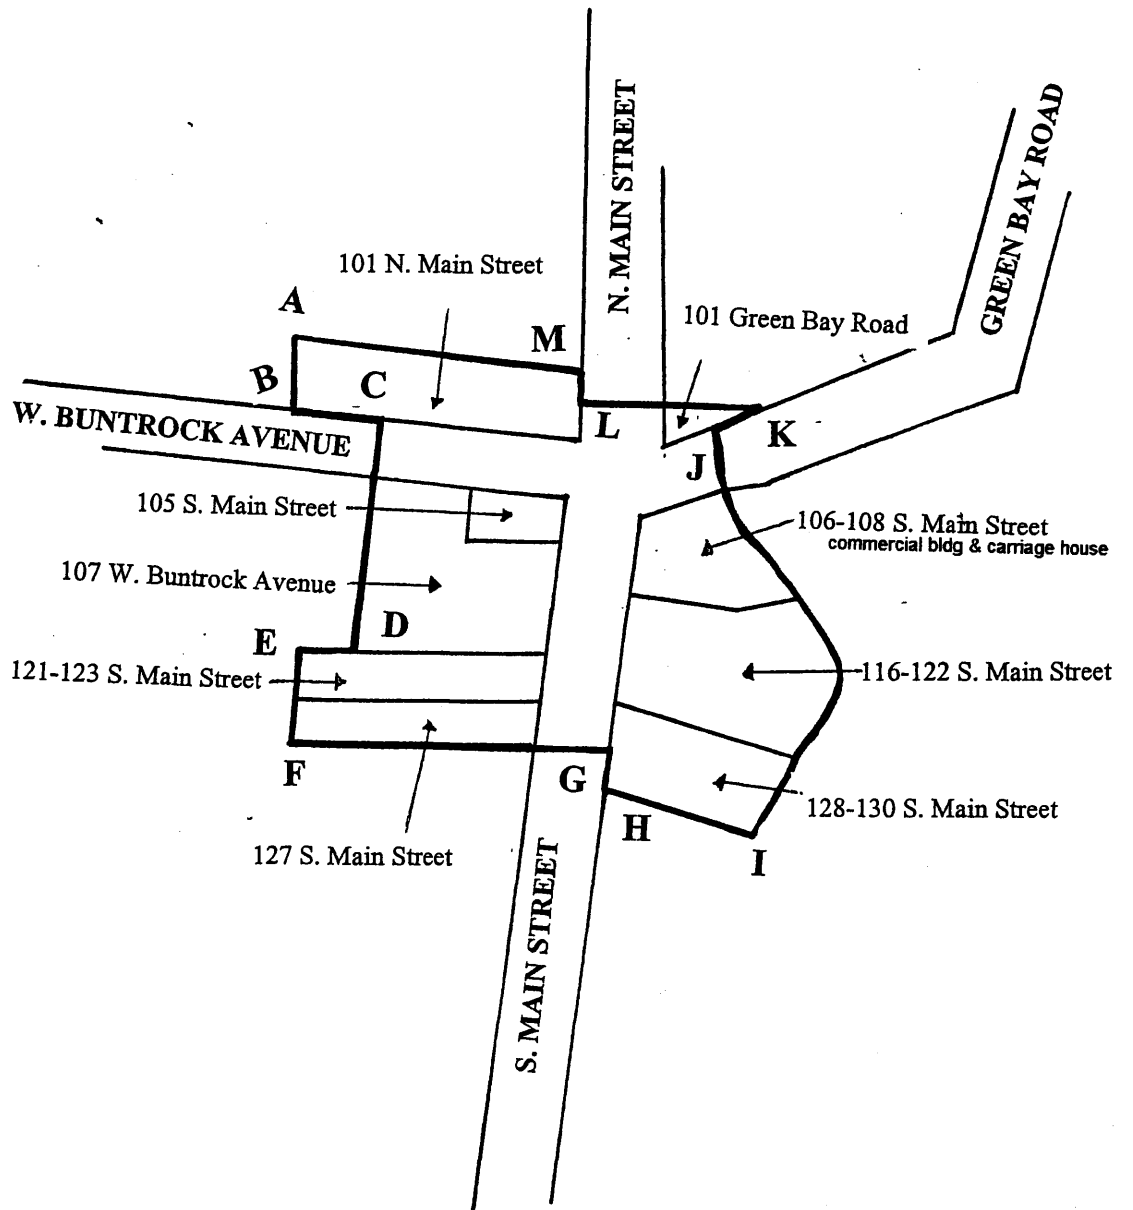 N. MAIN STREET
GREEN BAY ROAD
101 N. Main Street
A
M
101 Green Bay Road
B
C
W. BUNTROCK AVENUE
L
K
J
105 S. Main Street
106-108 S. Main Street
commercial bldg & carriage house
107 W. Buntrock Avenue
D
E
121-123 S. Main Street
116-122 S. Main Street
F
G
128-130 S. Main Street
H
127 S. Main Street
I
S. MAIN STREET